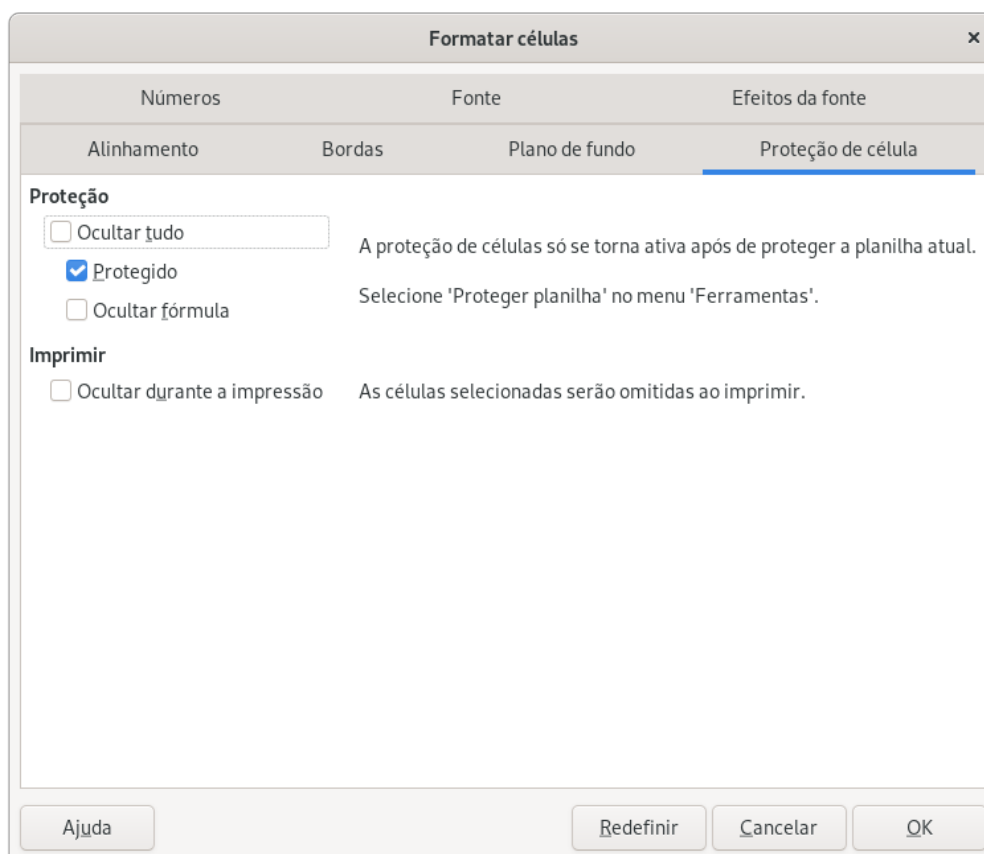 Formatar células
Números Fonte Efeitos da fonte
Alinhamento Bordas Plano de fundo Proteção de célula
Proteção
Ocultar tudo
A proteção de células só se torna ativa após de proteger a planilha atual.
Protegido
Selecione 'Proteger planilha' no menu 'Ferramentas'.
Ocultar fórmula
Imprimir
Ocultar durante a impressão As células selecionadas serão omitidas ao imprimir.
Ajuda Redefinir Cancelar OK